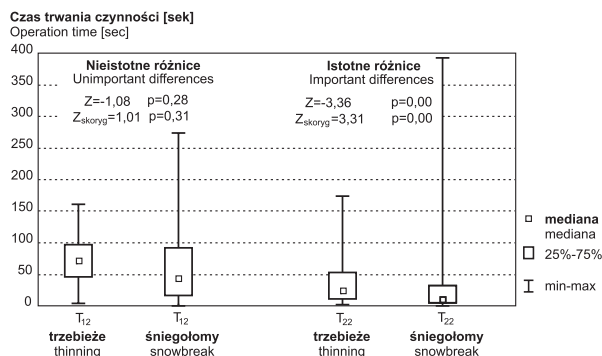 Czas trwania czynności [sek]
Operation time [sec]
400
350
300
250
200
150
100
50
0
Nieistotne różnice
Unimportant differences
Z=-1,08 p=0,28
Zskoryg=1,01 p=0,31
Istotne różnice
Important differences
Z=-3,36 p=0,00
Zskoryg=3,31 p=0,00
T12
trzebieże
thinning
T12
śniegołomy
snowbreak
T22
trzebieże
thinning
T22
śniegołomy
snowbreak
mediana
mediana
25%-75%
min-max